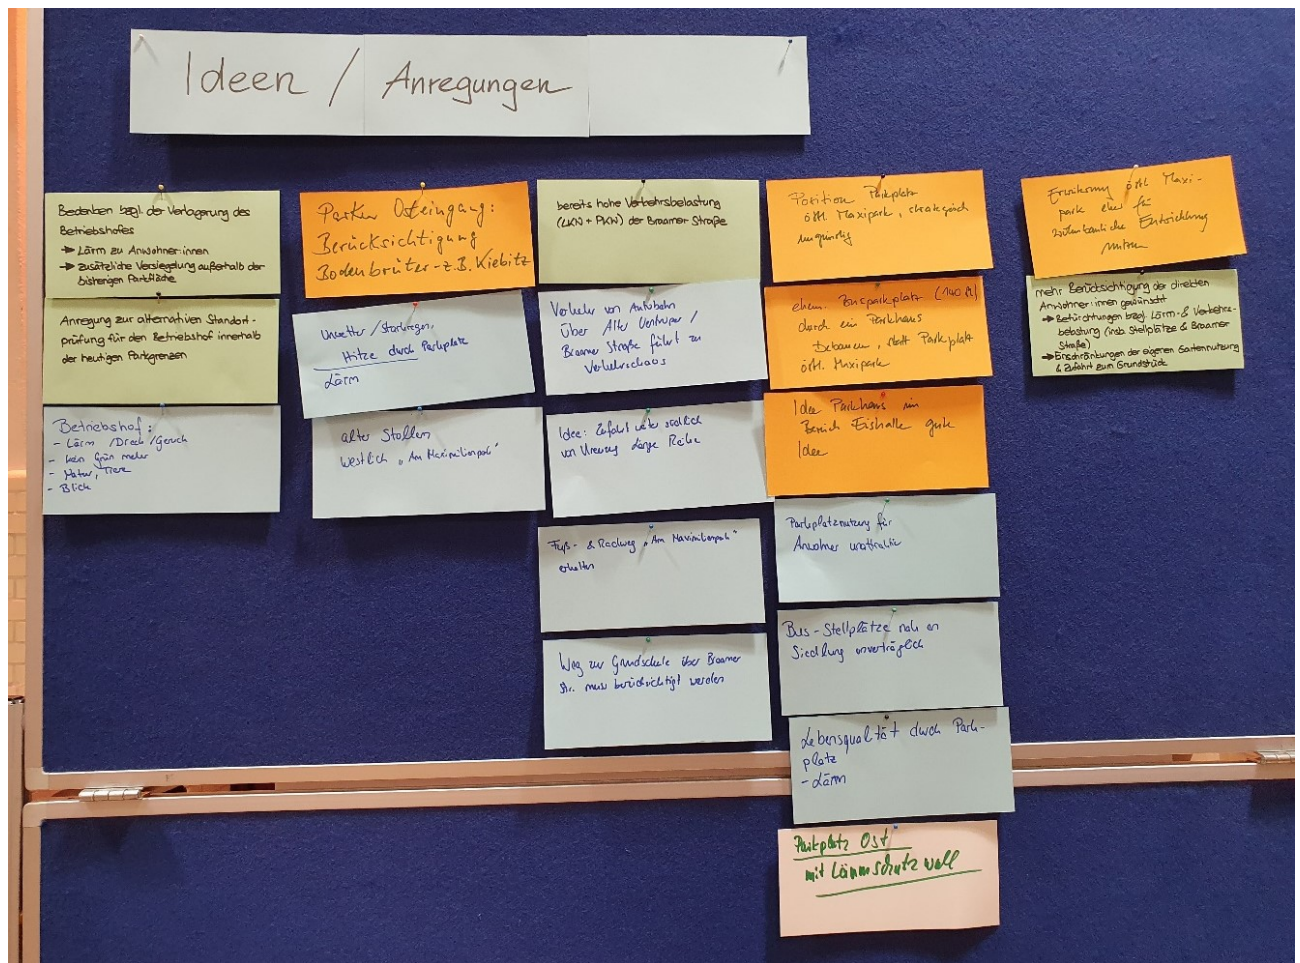 Ideen / Anregungen
Bedenken bzgl. der Verlagerung des
Betriebshofes
→ Lärm zu Anwohner:innen
→ zusätzliche Versiegelung außerhalb der
bisherigen Parkfläche
Anregung zur alternativen Standort-
prüfung für den Betriebshof innerhalb
der heutigen Parkgrenzen
Betriebshof:
- Lärm / Dreck / Geruch
- kein Grün mehr
- Natur, Tiere
- Blick
Parken Osteingang:
Berücksichtigung
Bodenbrüter - z.B. Kiebitz
Unwetter / Starkregen,
Hitze durch Parkplatz
Lärm
alter Stollen
westlich "Am Maximilianpark"
bereits hohe Verkehrsbelastung
(LKW + PKW) der Braamer Straße
Verkehr von Autobahn
über Alter Uentroper /
Braamer Straße führt zu
Verkehrschaos
Idee: Zufahrt weiter südlich
von Lange Reihe
Fuß- & Radweg "Am Maximilianpark"
erhalten
Weg zur Grundschule über Braamer
Str. muss berücksichtigt werden
Position Parkplatz
östl. Maxipark, strategisch
ungünstig
ehem. Busparkplatz (140 St.)
durch ein Parkhaus
bebauen, statt Parkplatz
östl. Maxipark
Idee Parkhaus im
Bereich Eishalle gute
Idee
Parkplatznutzung für
Anwohner unattraktiv
Bus-Stellplätze nah an
Siedlung unverträglich
Lebensqualität durch Park-
platz
- Lärm
Parkplatz Ost
mit Lärmschutzwall
Erweiterung östl. Maxi-
park eher für
wohnbauliche Entwicklung
nutzen
mehr Berücksichtigung der direkten
Anwohner:innen gewünscht
→ Befürchtungen bzgl. Lärm- & Verkehrs-
belastung (insb. Stellplätze & Braamer
Straße)
→ Einschränkungen der eigenen Gartennutzung
& Zufahrt zum Grundstück